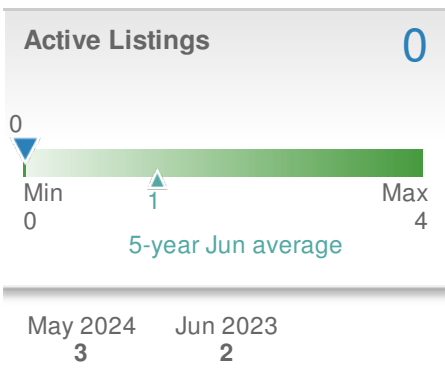 Active Listings 0
0
Min Max
0 1 4
5-year Jun average
May 2024 Jun 2023
3 2